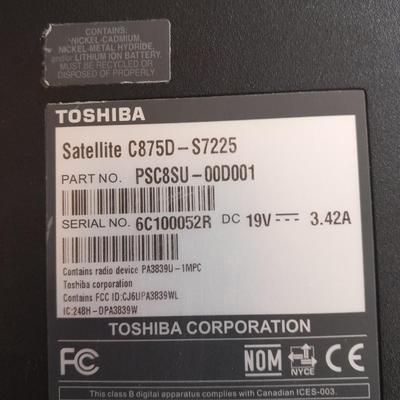 CONTAINS:
NICKEL-CADMIUM,
NICKEL-METAL HYDRIDE,
and/or LITHIUM ION BATTERY.
MUST BE RECYCLED OR
DISPOSED OF PROPERLY
TOSHIBA
Satellite C875D-S7225
PART NO. PSC8SU-00D001
SERIAL NO. 6C100052R DC 19V 3.42A
Contains radio device PA3839U-1MPC
Toshiba corporation
Contains FCC ID:CJ6UPA3839WL
IC:248H-DPA3839W
TOSHIBA CORPORATION
FC NOM NYCE CE
This class B digital apparatus complies with Canadian ICES-003.